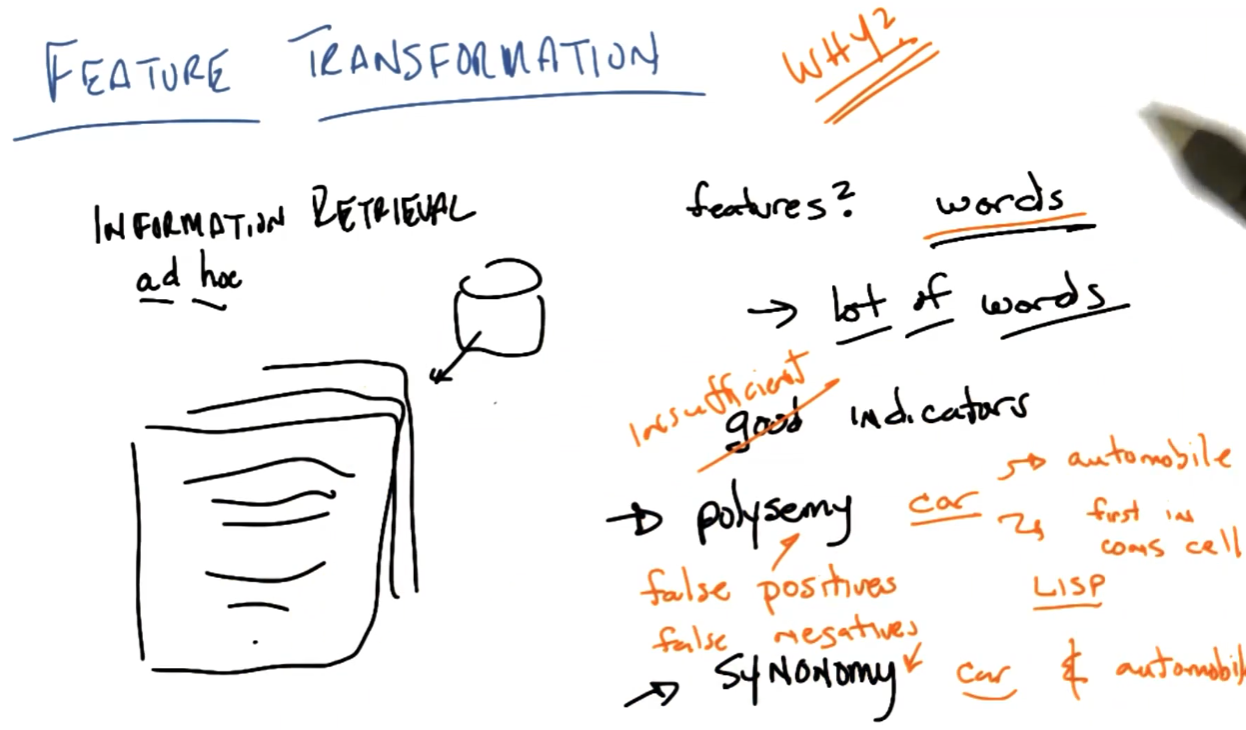 FEATURE TRANSFORMATION
WHY?
INFORMATION RETRIEVAL
ad hoc
features? words
→ lot of words
insufficient
good indicators
→ polysemy car → automobile
→ first in
cons cell
false positives
LISP
false negatives
→ SYNONOMY car & automobile